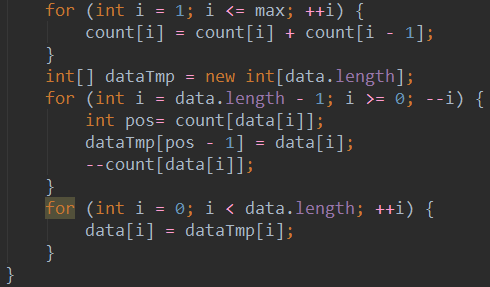 for (int i = 1; i <= max; ++i) {
count[i] = count[i] + count[i - 1];
}
int[] dataTmp = new int[data.length];
for (int i = data.length - 1; i >= 0; --i) {
int pos= count[data[i]];
dataTmp[pos - 1] = data[i];
--count[data[i]];
}
for (int i = 0; i < data.length; ++i) {
data[i] = dataTmp[i];
}
}